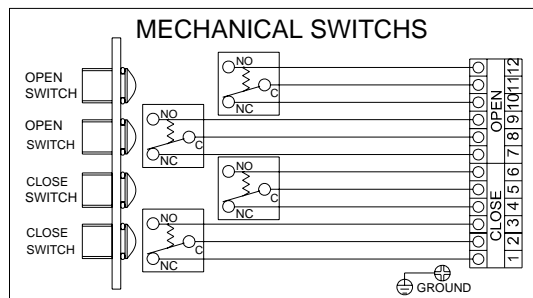 MECHANICAL SWITCHS
OPEN
SWITCH
OPEN
SWITCH
CLOSE
SWITCH
CLOSE
SWITCH
NO
C
NC
NO
C
NC
NO
C
NC
NO
C
NC
12
11
10
9
8
7
6
5
4
3
2
1
OPEN
CLOSE
GROUND